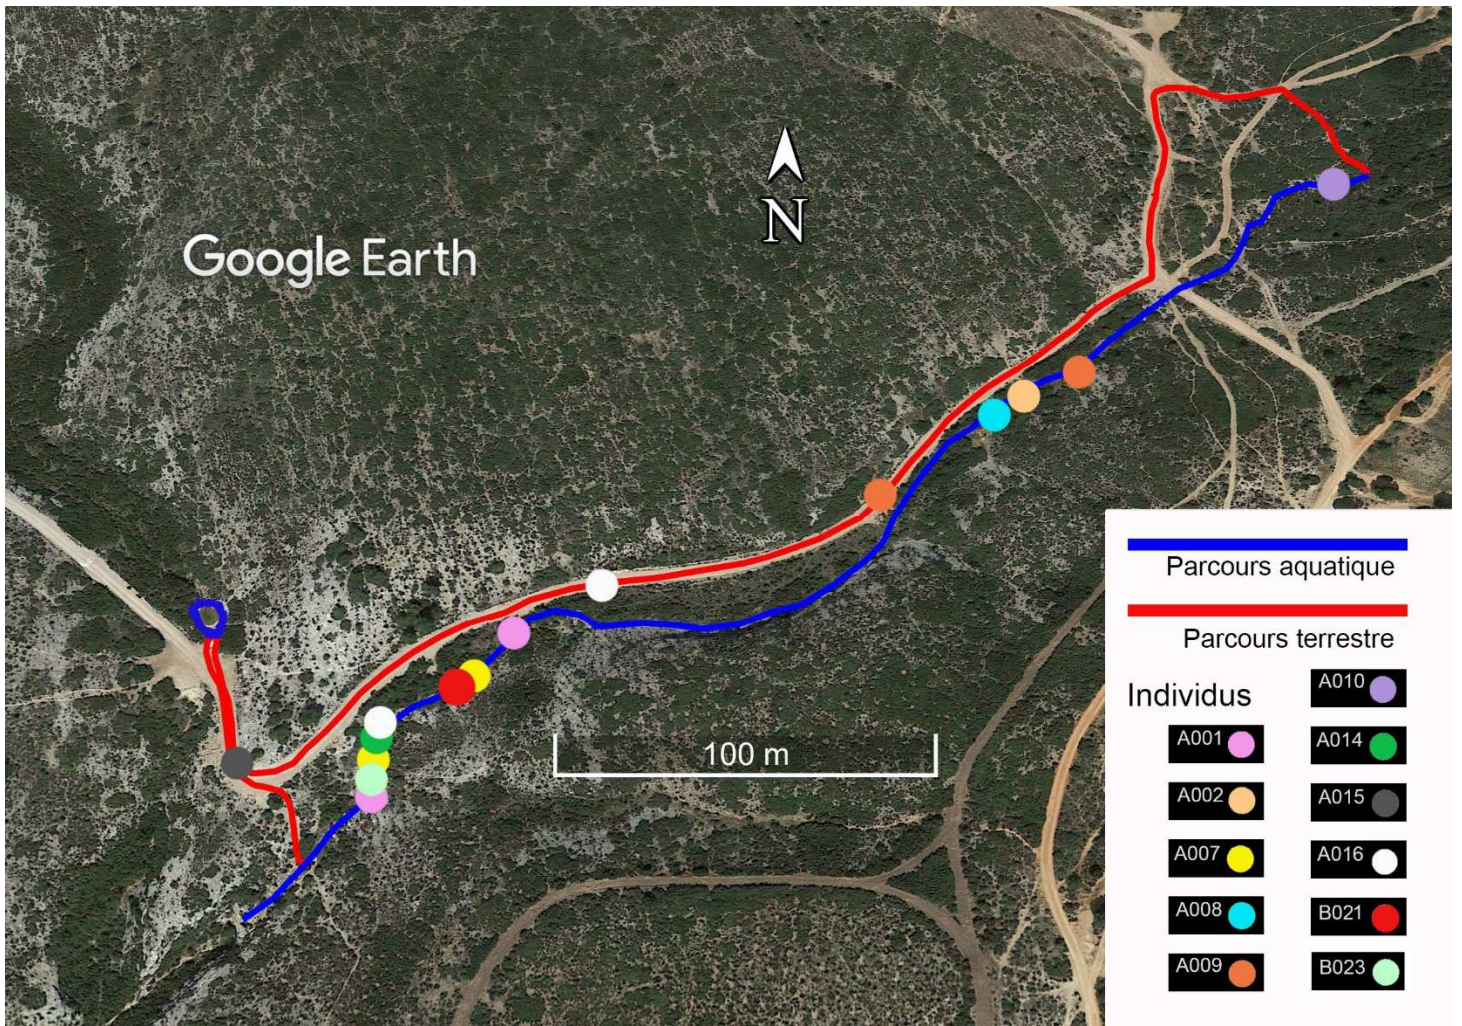 N
Google Earth
100 m
Parcours aquatique
Parcours terrestre
Individus
A001
A002
A007
A008
A009
A010
A014
A015
A016
B021
B023